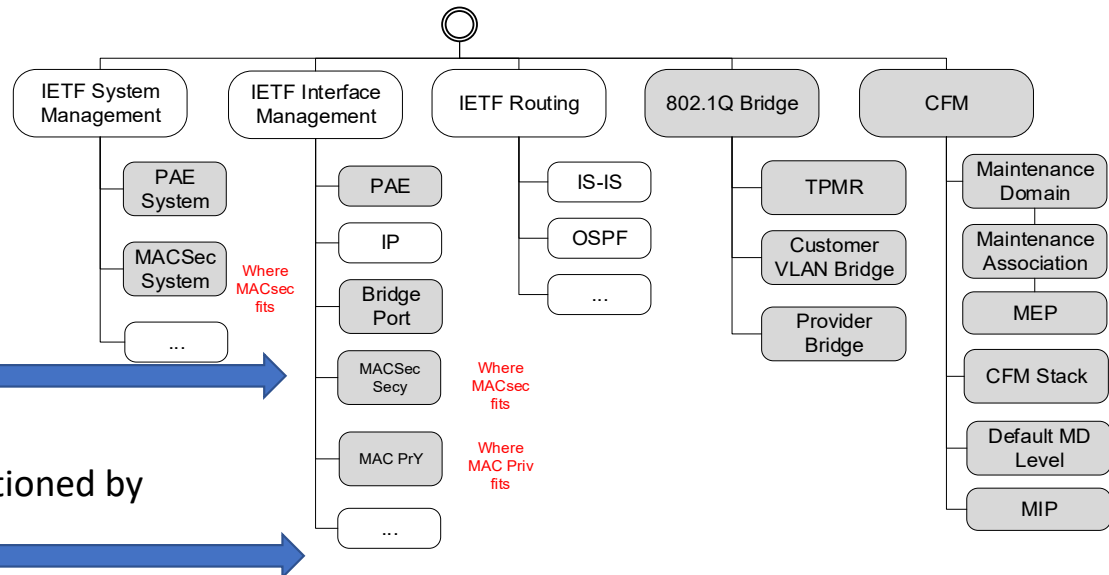 IETF System
Management
IETF Interface
Management
IETF Routing
802.1Q Bridge
CFM
PAE
System
MACSec
System
Where
MACsec
fits
...
PAE
IP
Bridge
Port
MACSec
Secy
Where
MACsec
fits
MAC PrY
Where
MAC Priv
fits
...
IS-IS
OSPF
...
TPMR
Customer
VLAN Bridge
Provider
Bridge
Maintenance
Domain
Maintenance
Association
MEP
CFM Stack
Default MD
Level
MIP
tioned by